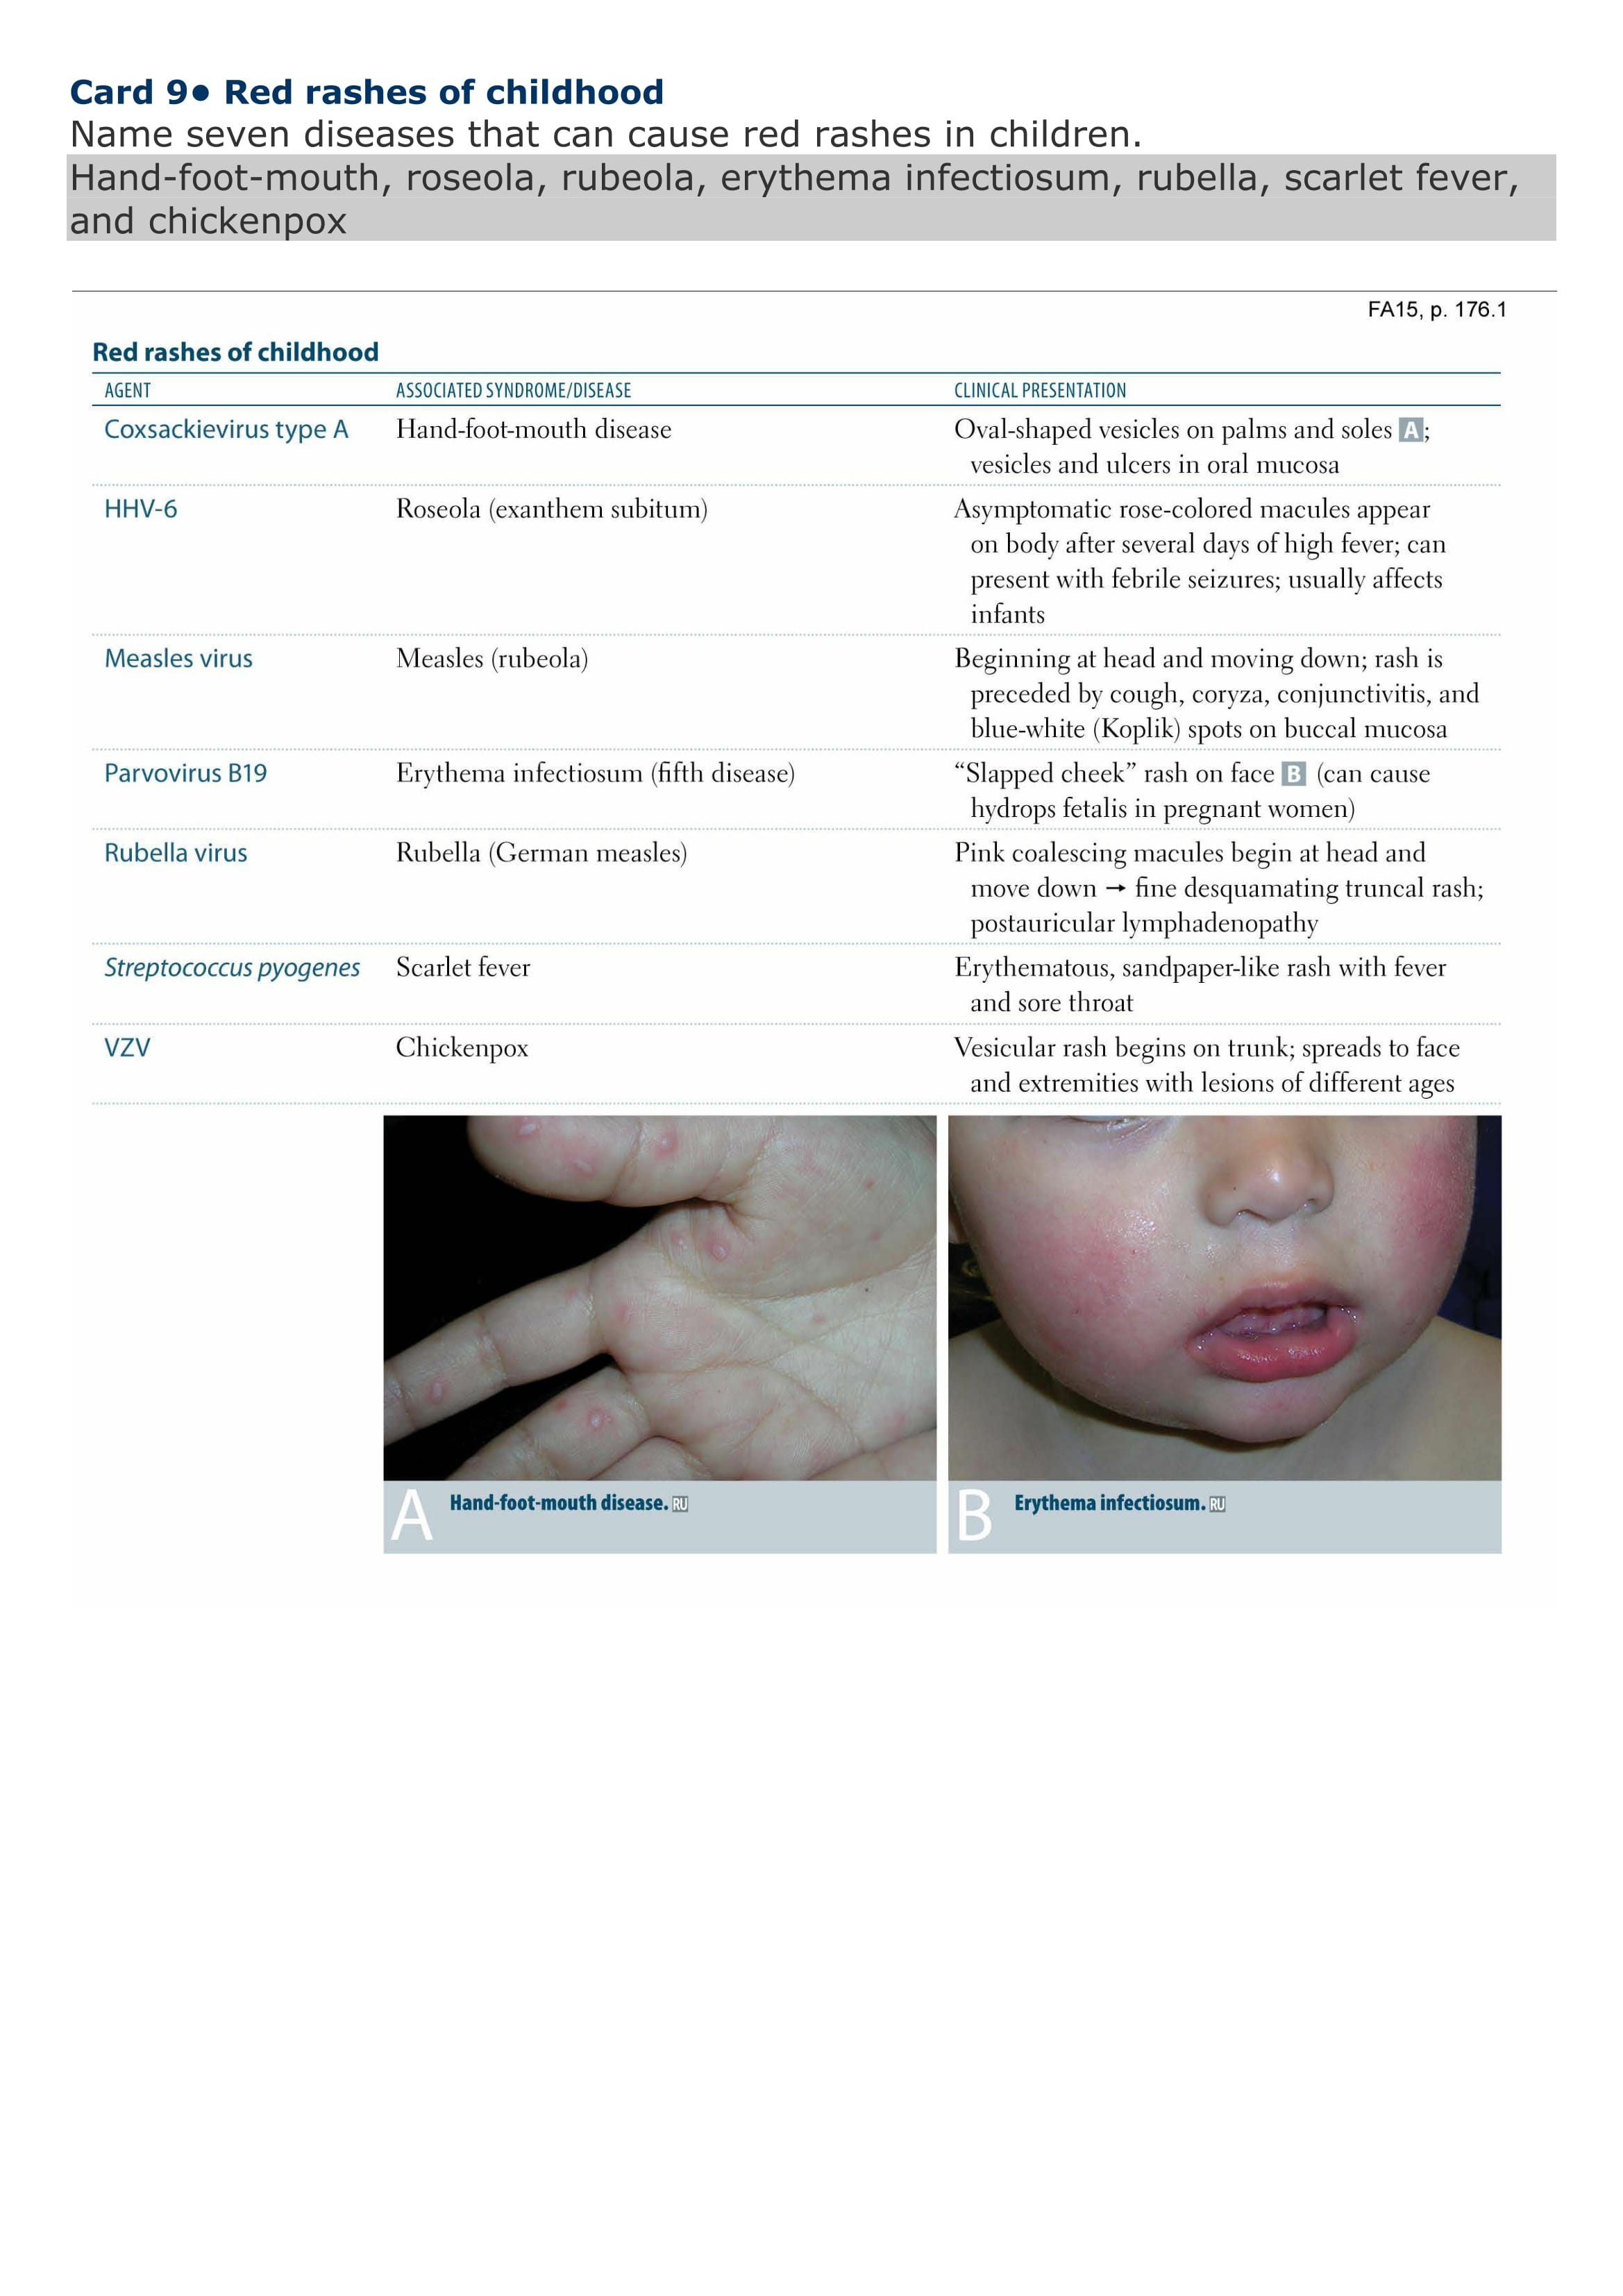 Card 9• Red rashes of childhood
Name seven diseases that can cause red rashes in children.
Hand-foot-mouth, roseola, rubeola, erythema infectiosum, rubella, scarlet fever,
and chickenpox
FA15, p. 176.1
Red rashes of childhood
AGENT ASSOCIATED SYNDROME/DISEASE CLINICAL PRESENTATION
Coxsackievirus type A Hand-foot-mouth disease Oval-shaped vesicles on palms and soles A;
vesicles and ulcers in oral mucosa
HHV-6 Roseola (exanthem subitum) Asymptomatic rose-colored macules appear
on body after several days of high fever; can
present with febrile seizures; usually affects
infants
Measles virus Measles (rubeola) Beginning at head and moving down; rash is
preceded by cough, coryza, conjunctivitis, and
blue-white (Koplik) spots on buccal mucosa
Parvovirus B19 Erythema infectiosum (fifth disease) “Slapped cheek” rash on face B (can cause
hydrops fetalis in pregnant women)
Rubella virus Rubella (German measles) Pink coalescing macules begin at head and
move down → fine desquamating truncal rash;
postauricular lymphadenopathy
Streptococcus pyogenes Scarlet fever Erythematous, sandpaper-like rash with fever
and sore throat
VZV Chickenpox Vesicular rash begins on trunk; spreads to face
and extremities with lesions of different ages
A Hand-foot-mouth disease. RU
B Erythema infectiosum. RU